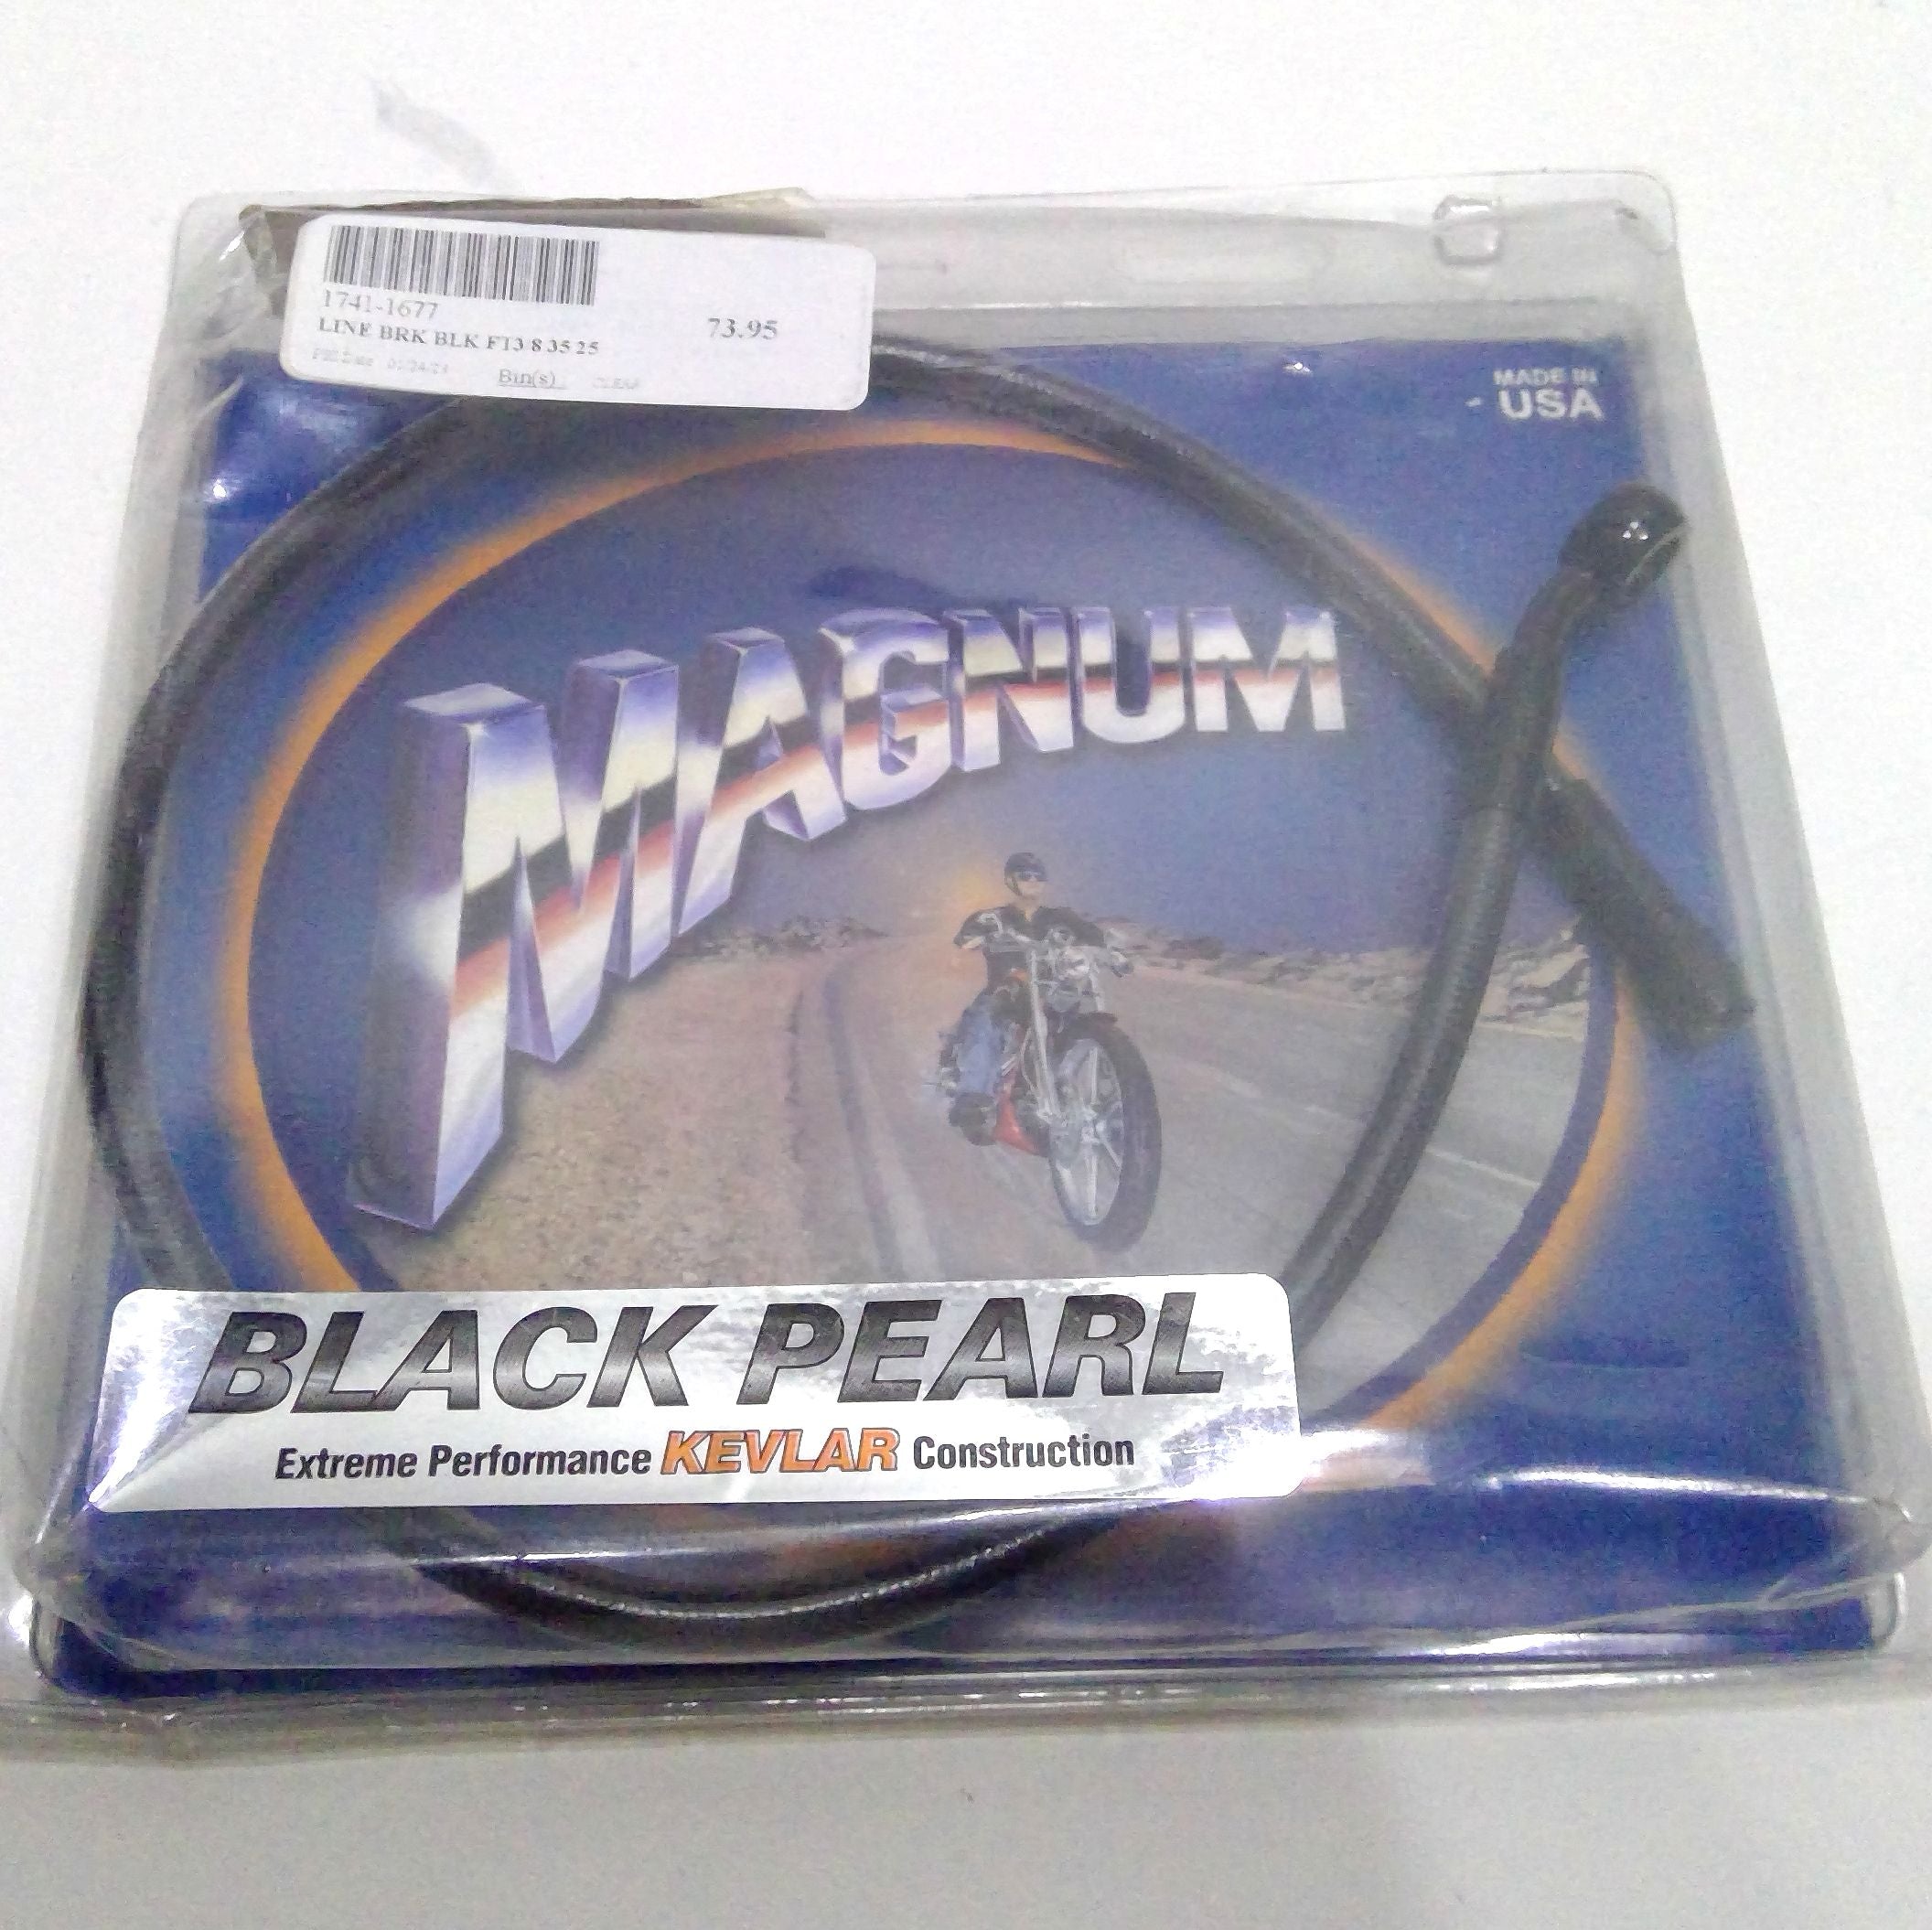 1741-1677
73.95
LINE BRK BLK FT3 8 35 25
Bin(s)
CLEAR
MADE IN
USA
MAGNUM
BLACK PEARL
Extreme Performance KEVLAR Construction